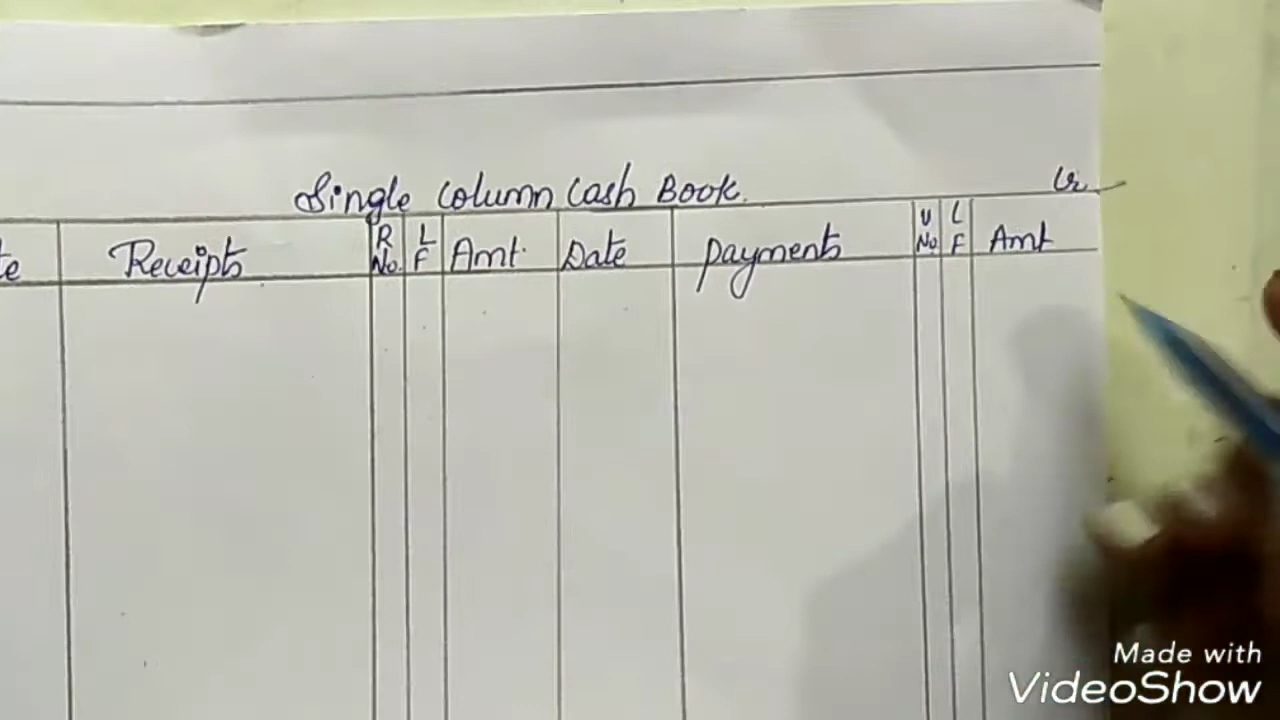 Single Column Cash Book.
Cr
te Receipts R No. L F Amt. Date Payments V No. L F Amt
Made with
VideoShow